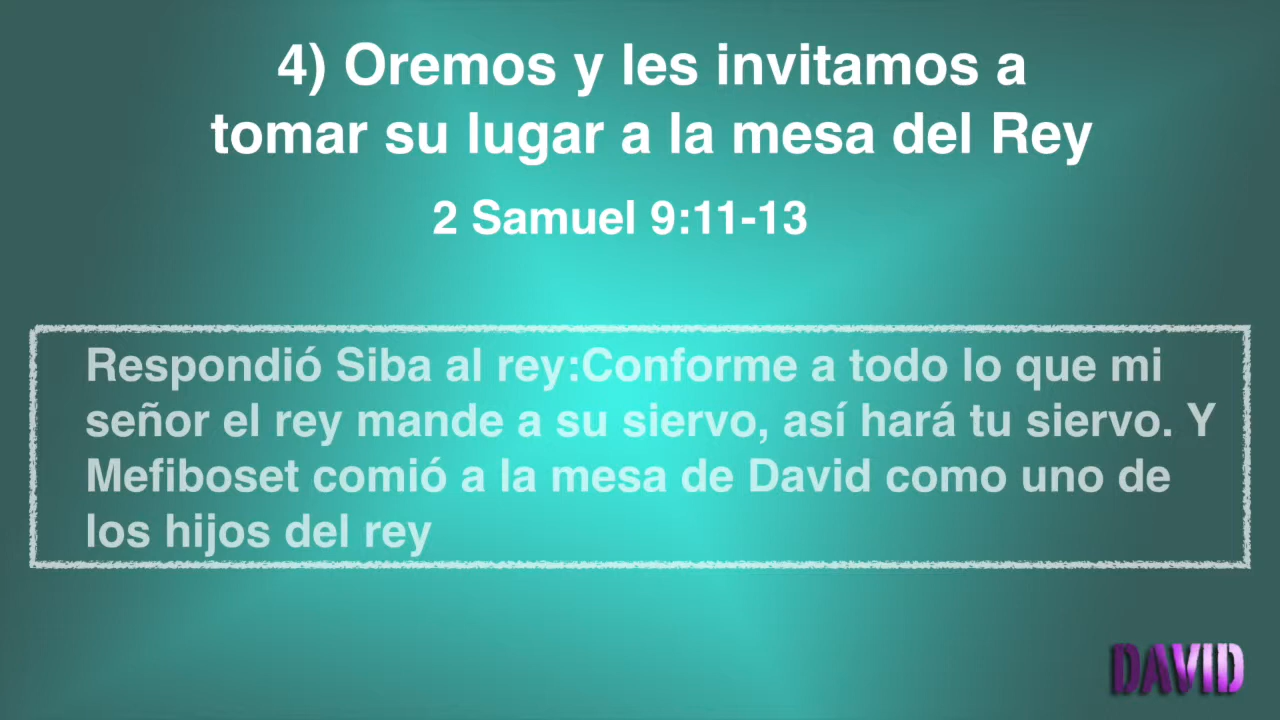 4) Oremos y les invitamos a
tomar su lugar a la mesa del Rey
2 Samuel 9:11-13
Respondió Siba al rey:Conforme a todo lo que mi
señor el rey mande a su siervo, así hará tu siervo. Y
Mefiboset comió a la mesa de David como uno de
los hijos del rey
DAVID